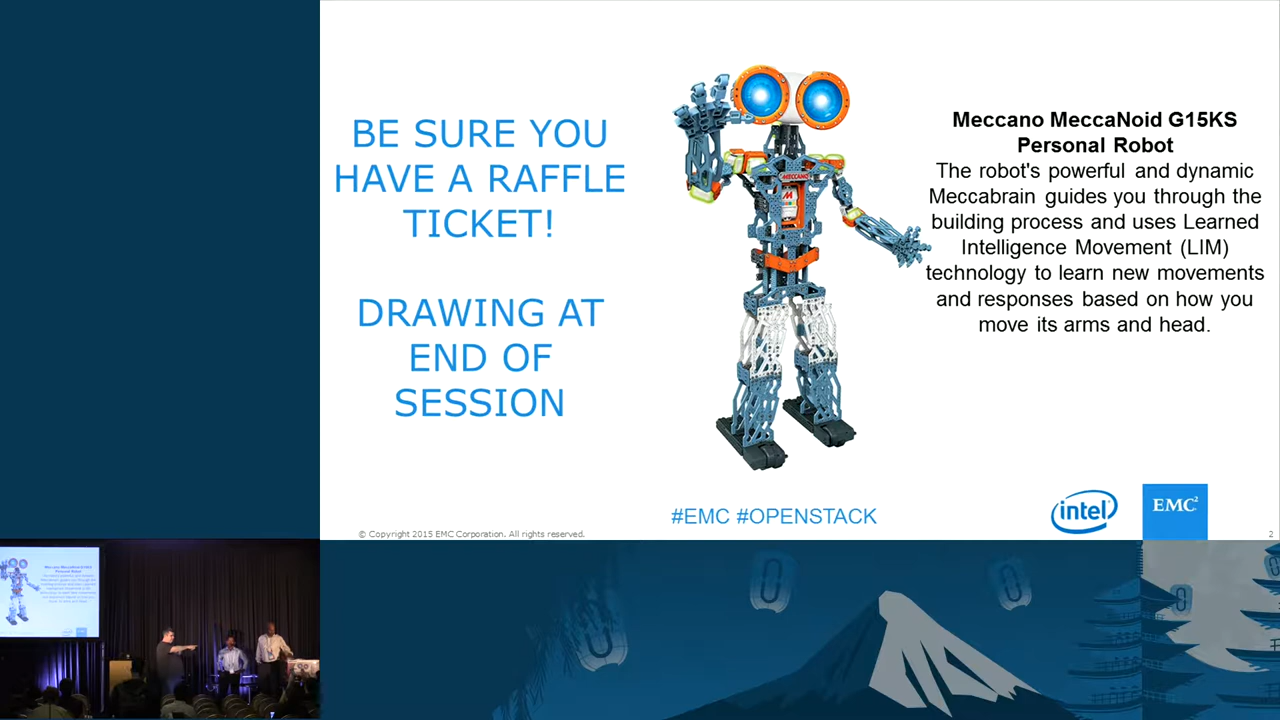 BE SURE YOU
HAVE A RAFFLE
TICKET!
DRAWING AT
END OF
SESSION
MECCANO
M
Meccano MeccaNoid G15KS
Personal Robot
The robot's powerful and dynamic
Meccabrain guides you through the
building process and uses Learned
Intelligence Movement (LIM)
technology to learn new movements
and responses based on how you
move its arms and head.
#EMC #OPENSTACK
intel
EMC²
© Copyright 2015 EMC Corporation. All rights reserved.
2